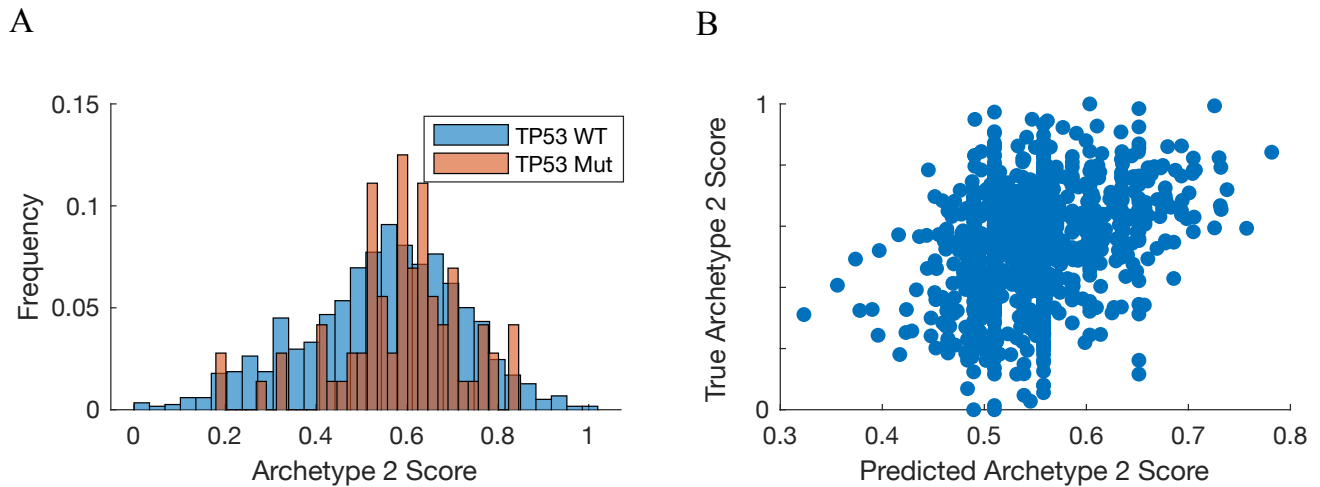 A
B
0.15
0.1
0.05
0
Frequency
TP53 WT
TP53 Mut
0 0.2 0.4 0.6 0.8 1
Archetype 2 Score
1
0
True Archetype 2 Score
0.3 0.4 0.5 0.6 0.7 0.8
Predicted Archetype 2 Score